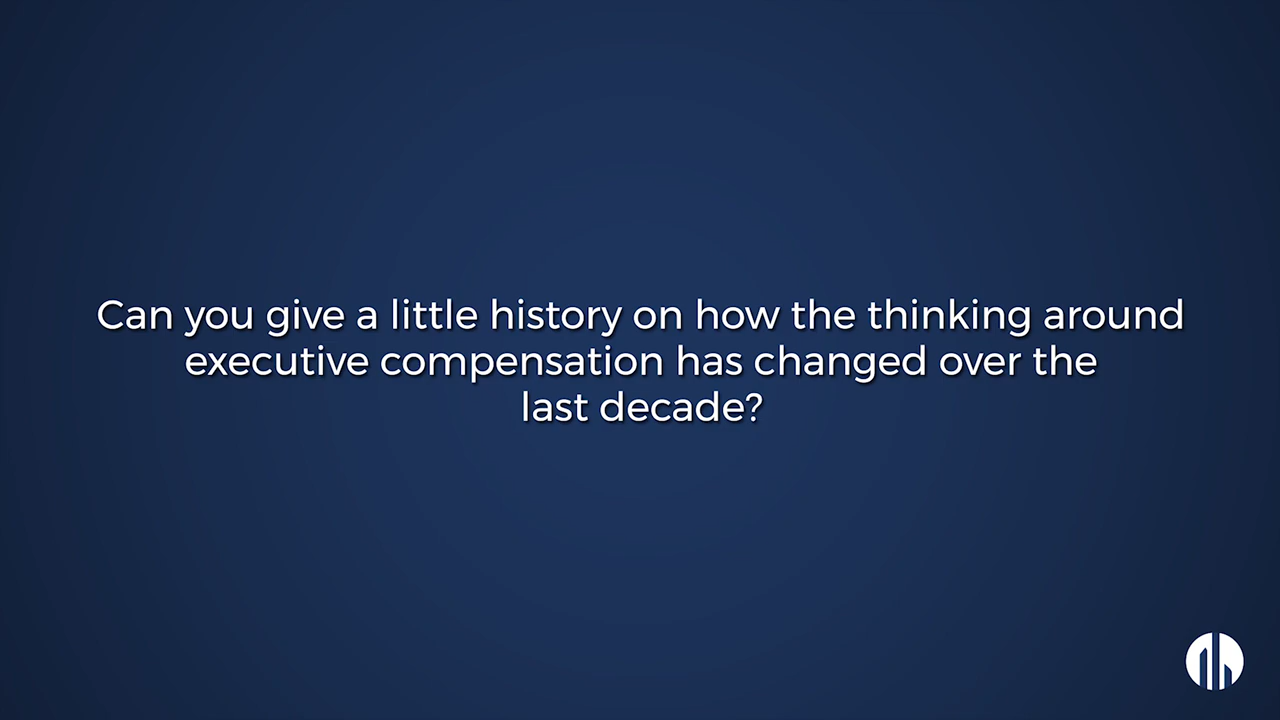 Can you give a little history on how the thinking around
executive compensation has changed over the
last decade?